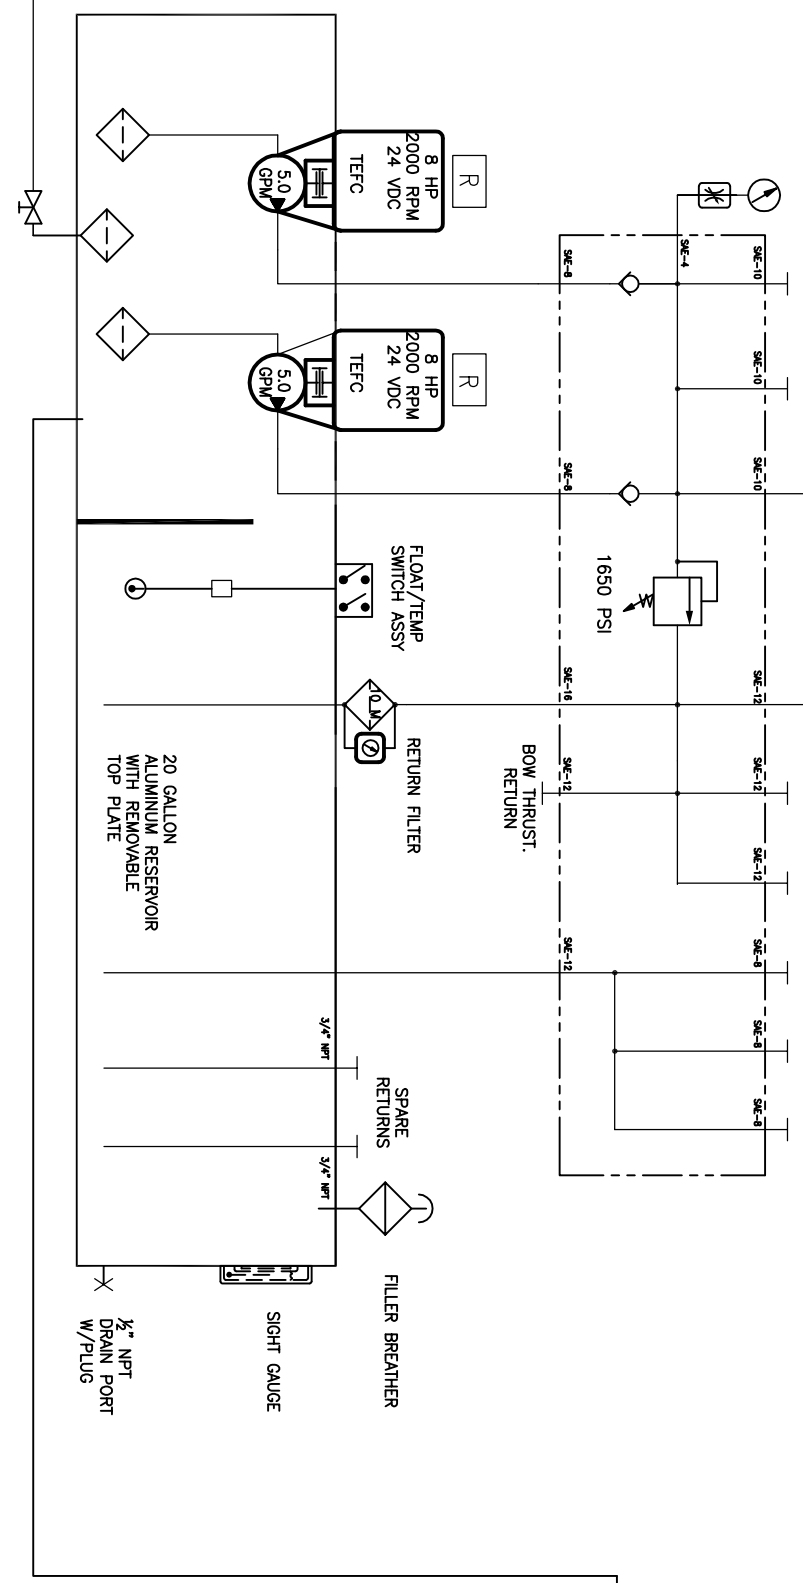 8 HP
2000 RPM
24 VDC
TEFC
5.0
GPM
R
8 HP
2000 RPM
24 VDC
TEFC
5.0
GPM
R
SAE-8
SAE-4
SAE-10
SAE-10
SAE-8
SAE-10
1650 PSI
FLOAT/TEMP
SWITCH ASSY
10 M
RETURN FILTER
SAE-16
SAE-12
SAE-12
SAE-12
BOW THRUST.
RETURN
SAE-12
20 GALLON
ALUMINUM RESERVOIR
WITH REMOVABLE
TOP PLATE
SAE-12
SAE-8
SAE-8
SAE-8
3/4" NPT
SPARE
RETURNS
3/4" NPT
FILLER BREATHER
SIGHT GAUGE
½" NPT
DRAIN PORT
W/PLUG